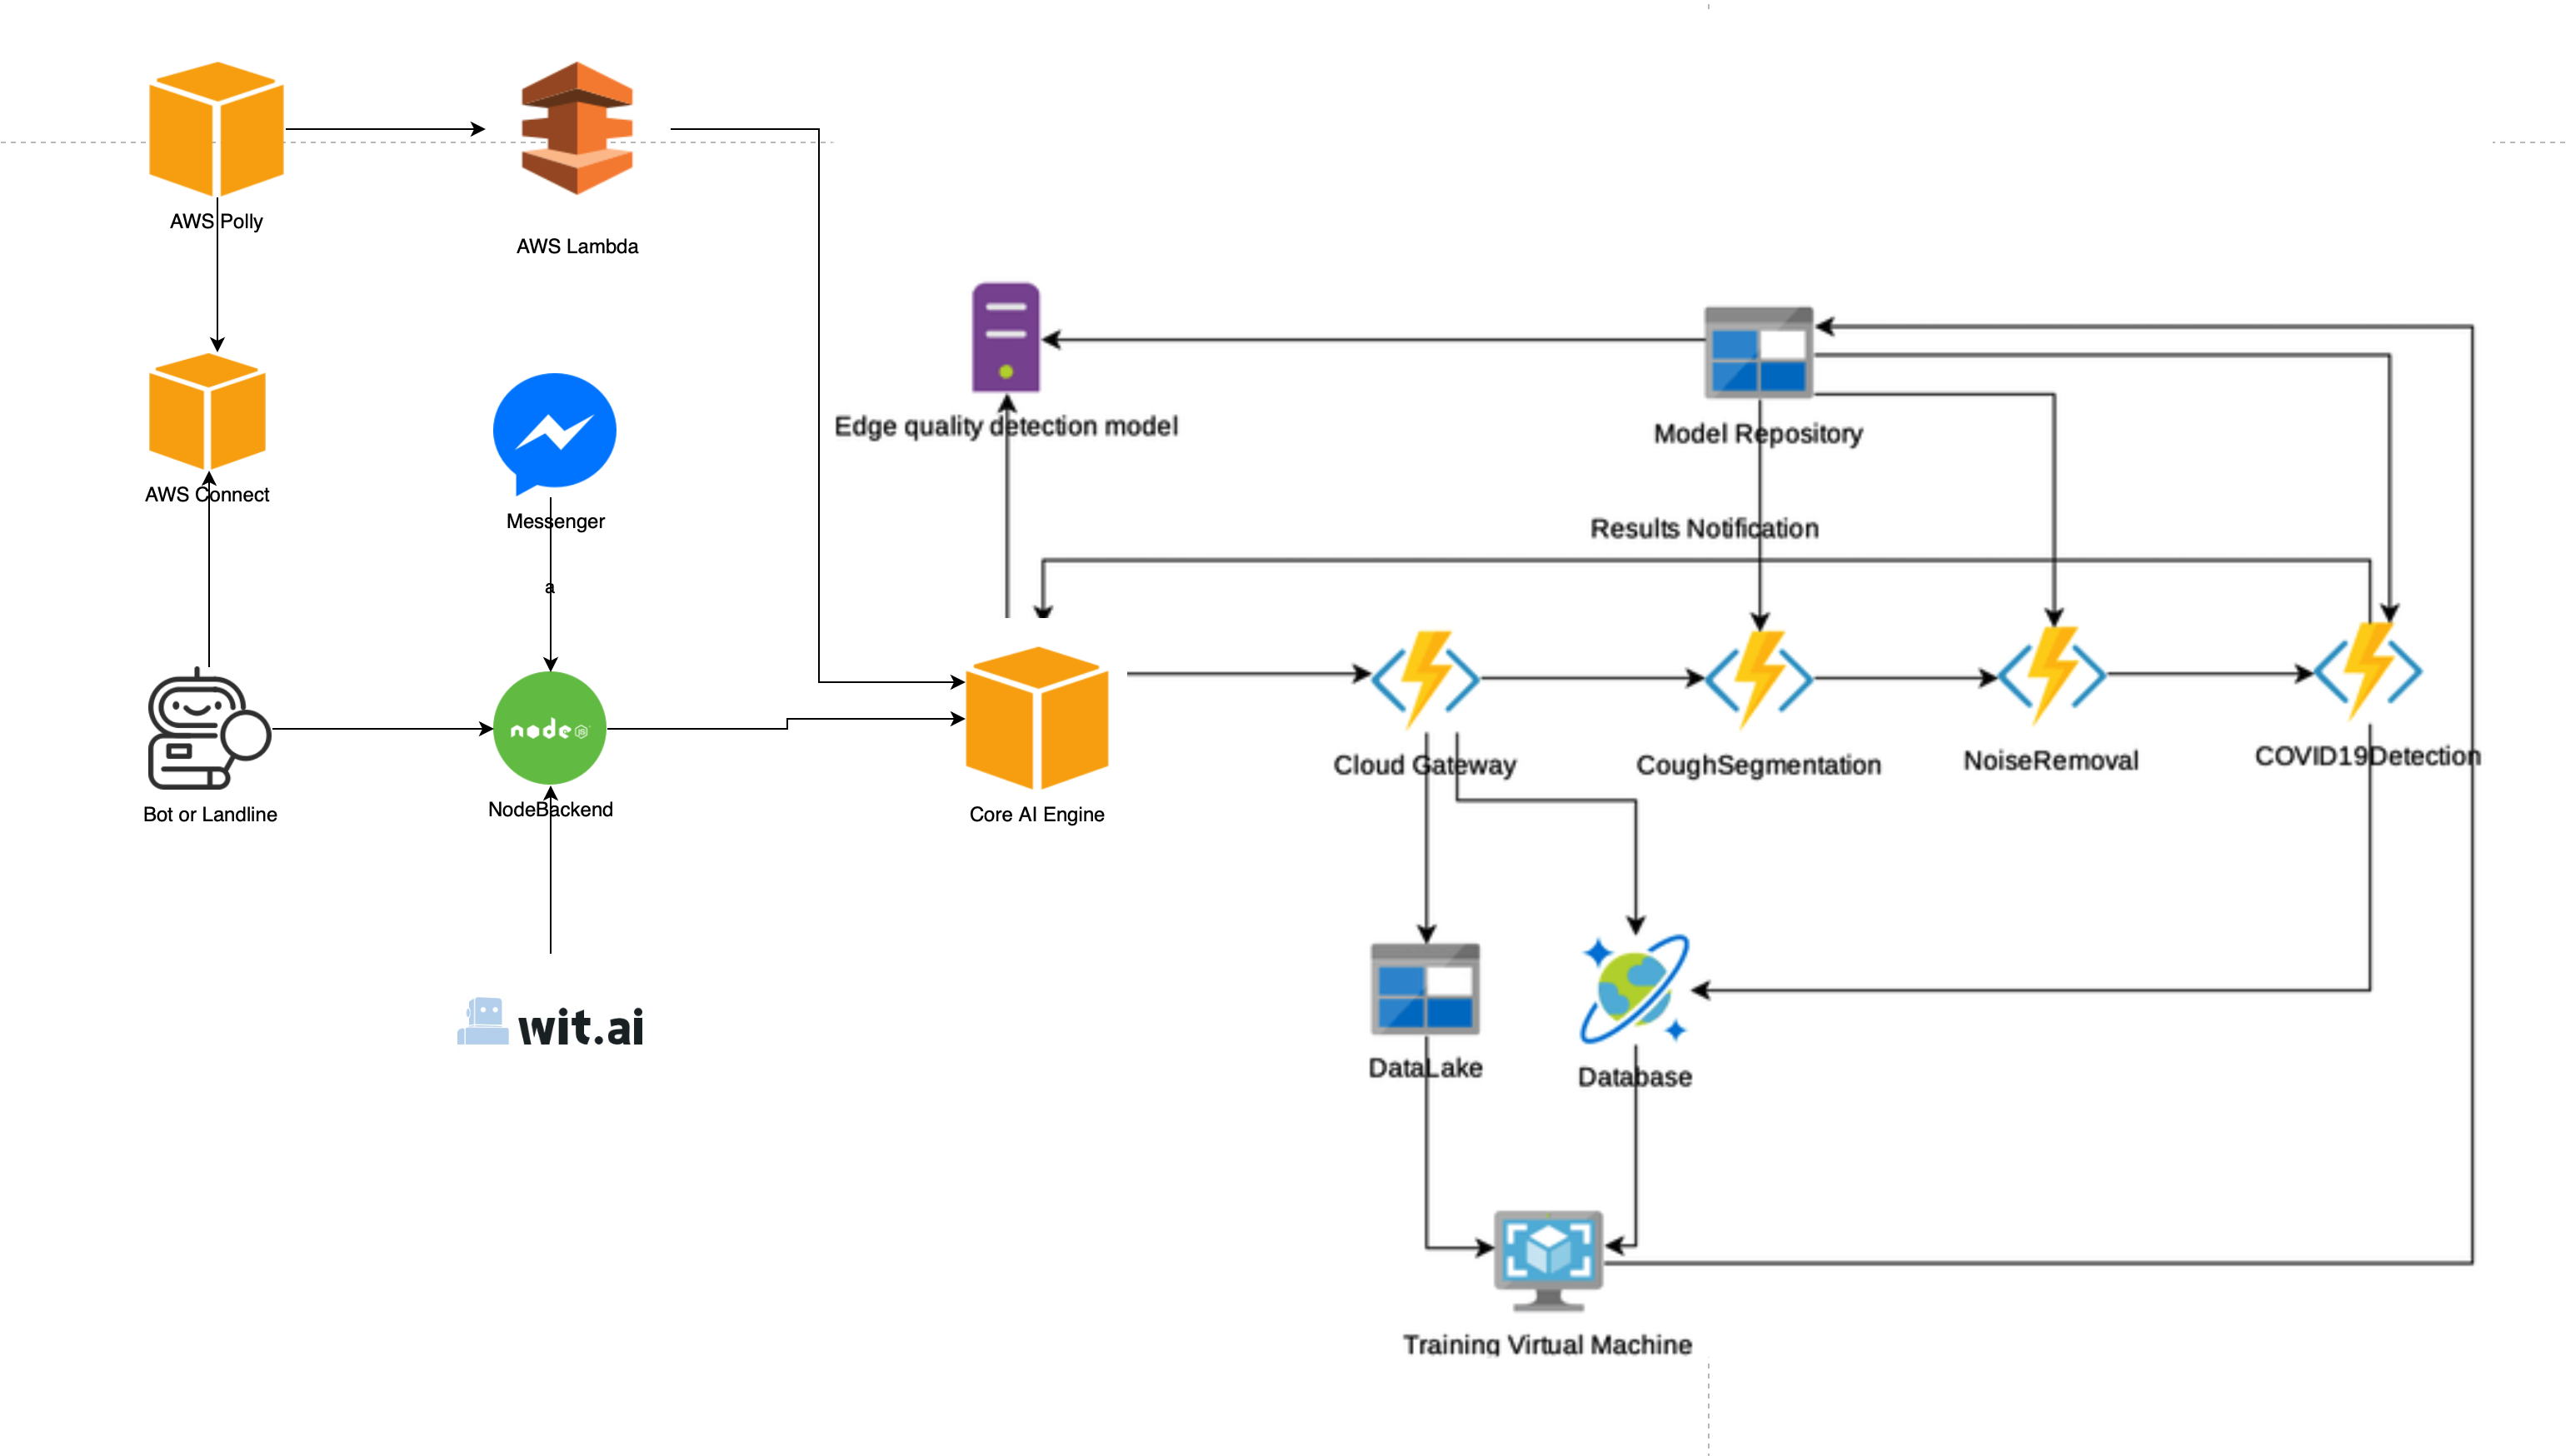 AWS Polly
AWS Lambda
Edge quality detection model
Model Repository
AWS Connect
Messenger
Results Notification
a
node
JS
Cloud Gateway
CoughSegmentation
NoiseRemoval
COVID19Detection
Bot or Landline
NodeBackend
Core AI Engine
wit.ai
DataLake
Database
Training Virtual Machine